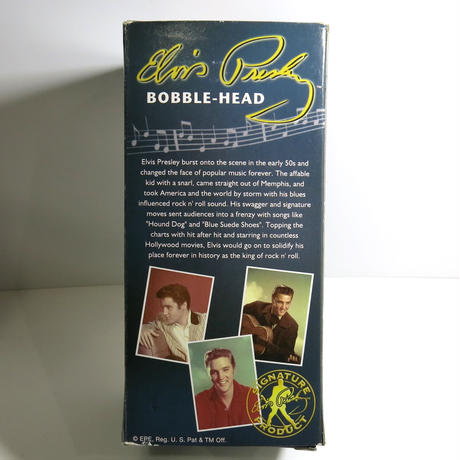 Elvis Presley
BOBBLE-HEAD
Elvis Presley burst onto the scene in the early 50s and
changed the face of popular music forever. The affable
kid with a snarl, came straight out of Memphis, and
took America and the world by storm with his blues
influenced rock n' roll sound. His swagger and signature
moves sent audiences into a frenzy with songs like
"Hound Dog" and "Blue Suede Shoes". Topping the
charts with hit after hit and starring in countless
Hollywood movies, Elvis would go on to solidify his
place forever in history as the king of rock n' roll.
SIGNATURE
Elvis Presley
PRODUCT
© EPE, Reg. U. S. Pat & TM Off.